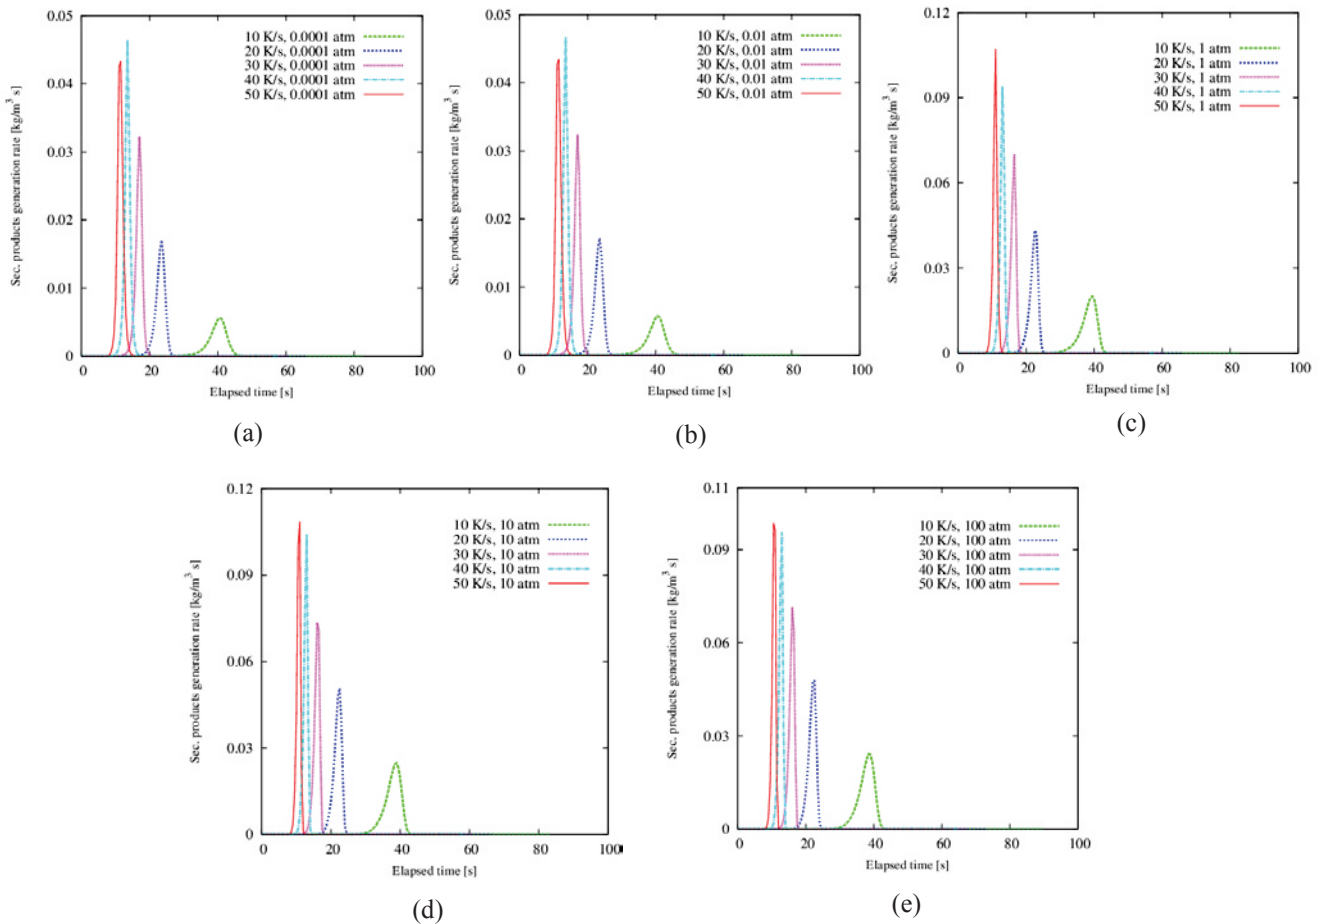 0.05
0.04
0.03
0.02
0.01
0
Sec. products generation rate [kg/m³ s]
10 K/s, 0.0001 atm
20 K/s, 0.0001 atm
30 K/s, 0.0001 atm
40 K/s, 0.0001 atm
50 K/s, 0.0001 atm
0 20 40 60 80 100
Elapsed time [s]
(a)
0.05
0.04
0.03
0.02
0.01
0
Sec. products generation rate [kg/m³ s]
10 K/s, 0.01 atm
20 K/s, 0.01 atm
30 K/s, 0.01 atm
40 K/s, 0.01 atm
50 K/s, 0.01 atm
0 20 40 60 80 100
Elapsed time [s]
(b)
0.12
0.09
0.06
0.03
0
Sec. products generation rate [kg/m³ s]
10 K/s, 1 atm
20 K/s, 1 atm
30 K/s, 1 atm
40 K/s, 1 atm
50 K/s, 1 atm
0 20 40 60 80 100
Elapsed time [s]
(c)
0.12
0.09
0.06
0.03
0
Sec. products generation rate [kg/m³ s]
10 K/s, 10 atm
20 K/s, 10 atm
30 K/s, 10 atm
40 K/s, 10 atm
50 K/s, 10 atm
0 20 40 60 80 100
Elapsed time [s]
(d)
0.11
0.09
0.06
0.03
0
Sec. products generation rate [kg/m³ s]
10 K/s, 100 atm
20 K/s, 100 atm
30 K/s, 100 atm
40 K/s, 100 atm
50 K/s, 100 atm
0 20 40 60 80 100
Elapsed time [s]
(e)